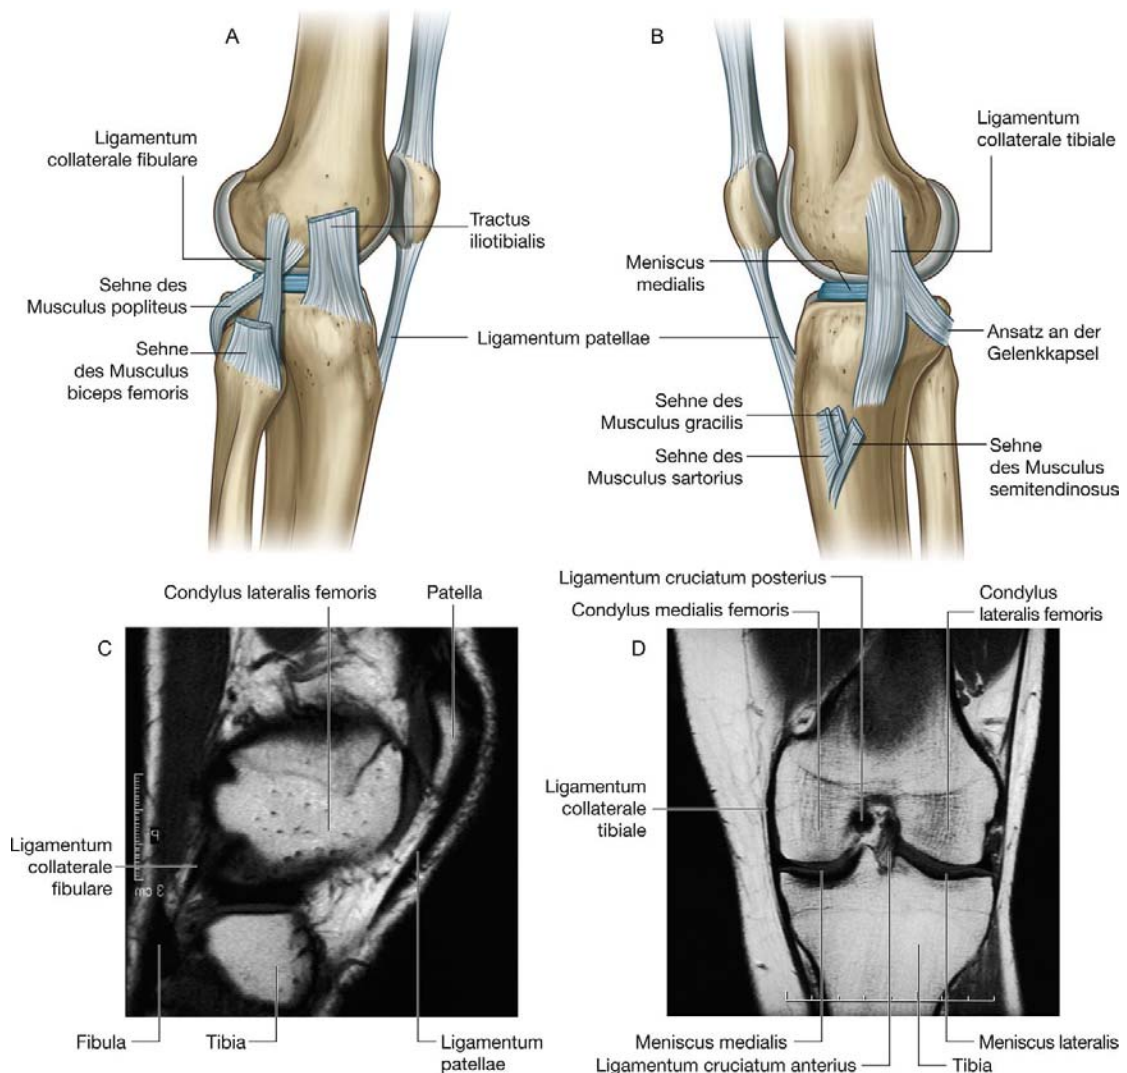 A
B
Ligamentum
collaterale fibulare
Ligamentum
collaterale tibiale
Tractus
iliotibialis
Meniscus
medialis
Sehne des
Musculus popliteus
Ligamentum patellae
Ansatz an der
Gelenkkapsel
Sehne
des Musculus
biceps femoris
Sehne des
Musculus gracilis
Sehne des
Musculus sartorius
Sehne
des Musculus
semitendinosus
Condylus lateralis femoris
Patella
Ligamentum cruciatum posterius
Condylus medialis femoris
Condylus
lateralis femoris
C
D
Ligamentum
collaterale
fibulare
P
3 cm
Ligamentum
collaterale
tibiale
Fibula
Tibia
Ligamentum
patellae
Meniscus medialis
Ligamentum cruciatum anterius
Meniscus lateralis
Tibia